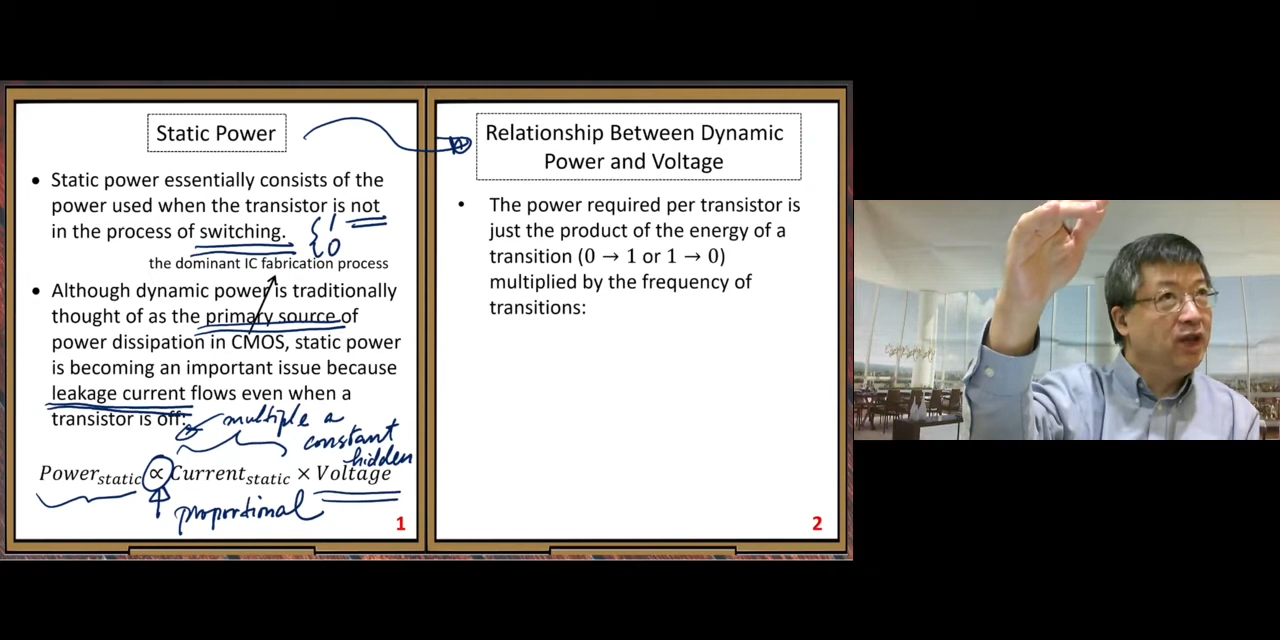 Static Power
• Static power essentially consists of the
power used when the transistor is not
in the process of switching.
1
0
the dominant IC fabrication process
• Although dynamic power is traditionally
thought of as the primary source of
power dissipation in CMOS, static power
is becoming an important issue because
leakage current flows even when a
transistor is off:
multiple a
constant
hidden
Power_static ∝ Current_static × Voltage
proportional
1
Relationship Between Dynamic
Power and Voltage
• The power required per transistor is
just the product of the energy of a
transition (0 → 1 or 1 → 0)
multiplied by the frequency of
transitions:
2